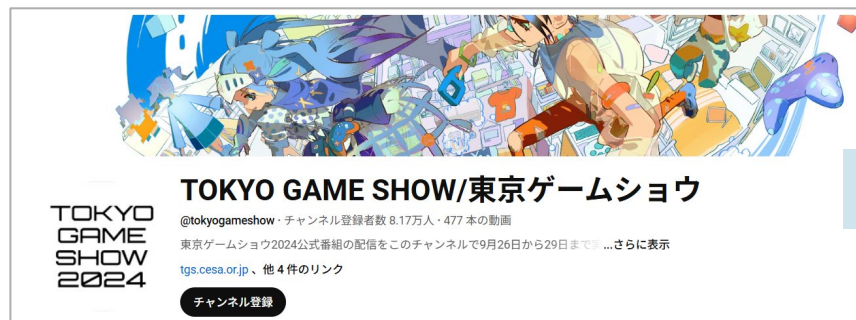 TOKYO
GAME
SHOW
2024
TOKYO GAME SHOW/東京ゲームショウ
@tokyogameshow・チャンネル登録者数 8.17万人・477 本の動画
東京ゲームショウ2024公式番組の配信をこのチャンネルで9月26日から29日まで ...さらに表示
tgs.cesa.or.jp 、他 4 件のリンク
チャンネル登録